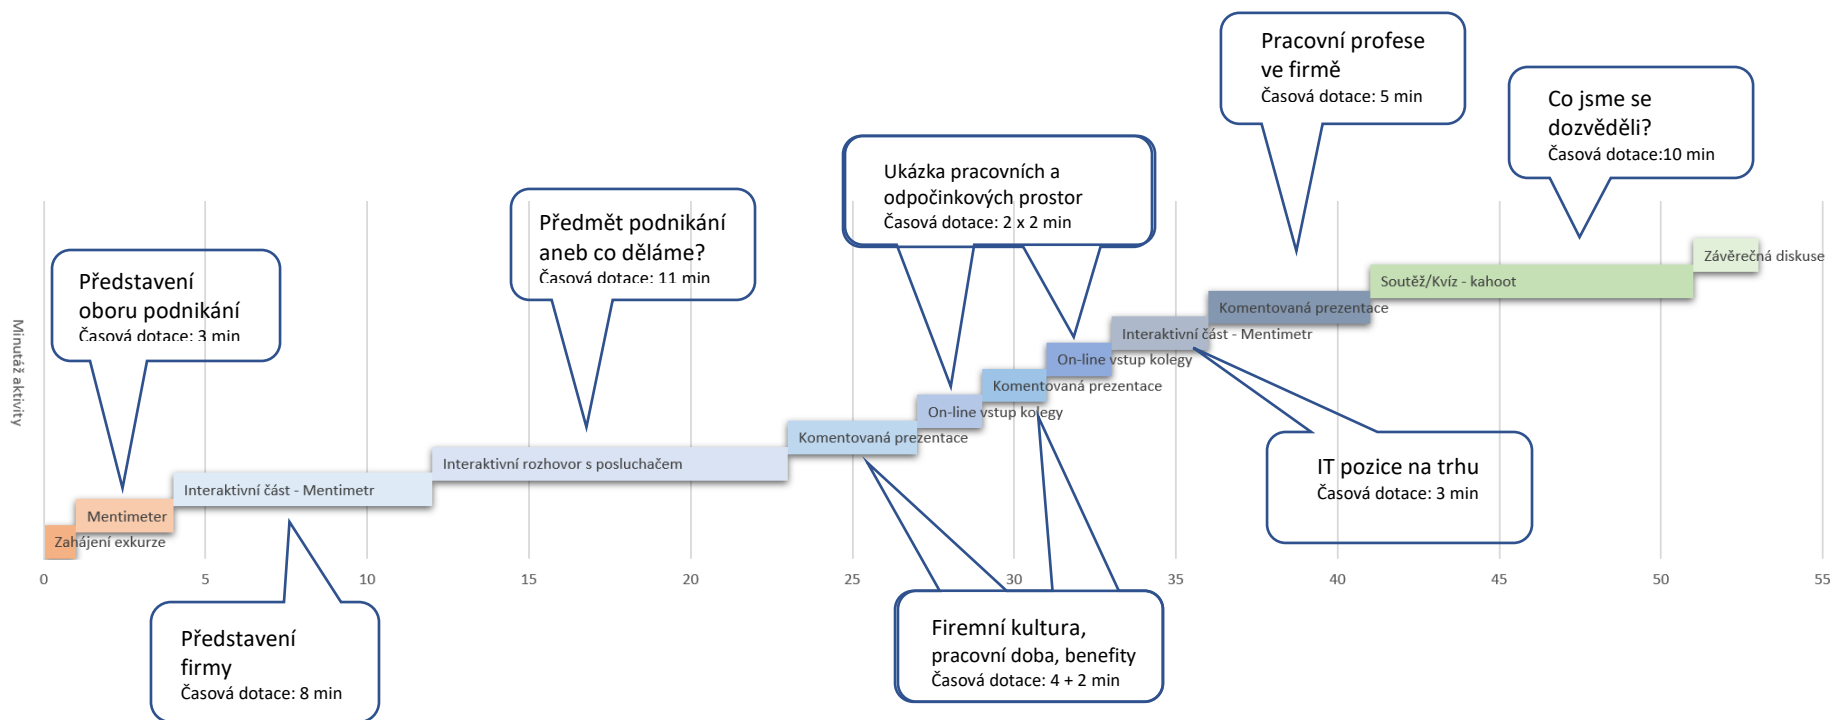 Pracovní profese
ve firmě
Časová dotace: 5 min
Co jsme se
dozvěděli?
Časová dotace:10 min
Ukázka pracovních a
odpočinkových prostor
Časová dotace: 2 x 2 min
Předmět podnikání
aneb co děláme?
Časová dotace: 11 min
Představení
oboru podnikání
Časová dotace: 3 min
Minutáž aktivity
Závěrečná diskuse
Soutěž/Kvíz - kahoot
Komentovaná prezentace
Interaktivní část - Mentimetr
On-line vstup kolegy
Komentovaná prezentace
On-line vstup kolegy
Komentovaná prezentace
Interaktivní rozhovor s posluchačem
Interaktivní část - Mentimetr
Mentimeter
Zahájení exkurze
IT pozice na trhu
Časová dotace: 3 min
0 5 10 15 20 25 30 35 40 45 50 55
Představení
firmy
Časová dotace: 8 min
Firemní kultura,
pracovní doba, benefity
Časová dotace: 4 + 2 min